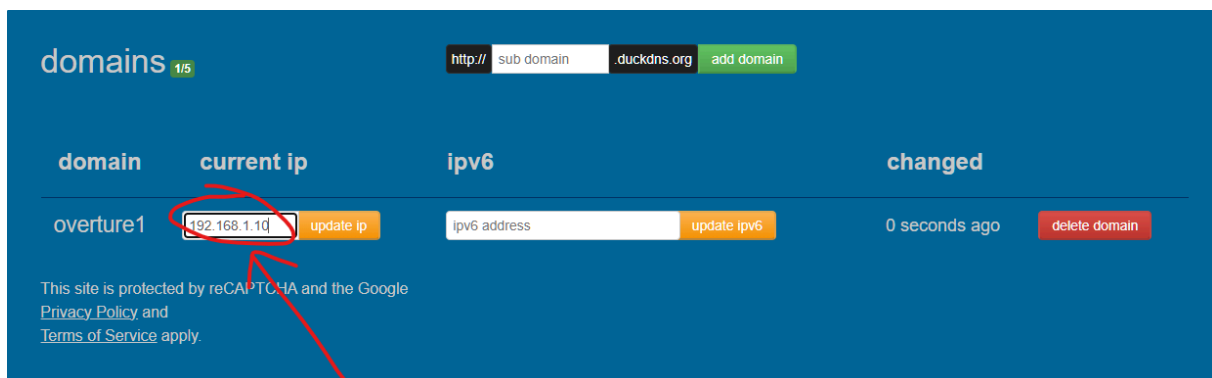 domains 1/5
http:// sub domain .duckdns.org add domain
domain current ip ipv6 changed
overture1 192.168.1.10 update ip ipv6 address update ipv6 0 seconds ago delete domain
This site is protected by reCAPTCHA and the Google
Privacy Policy and
Terms of Service apply.